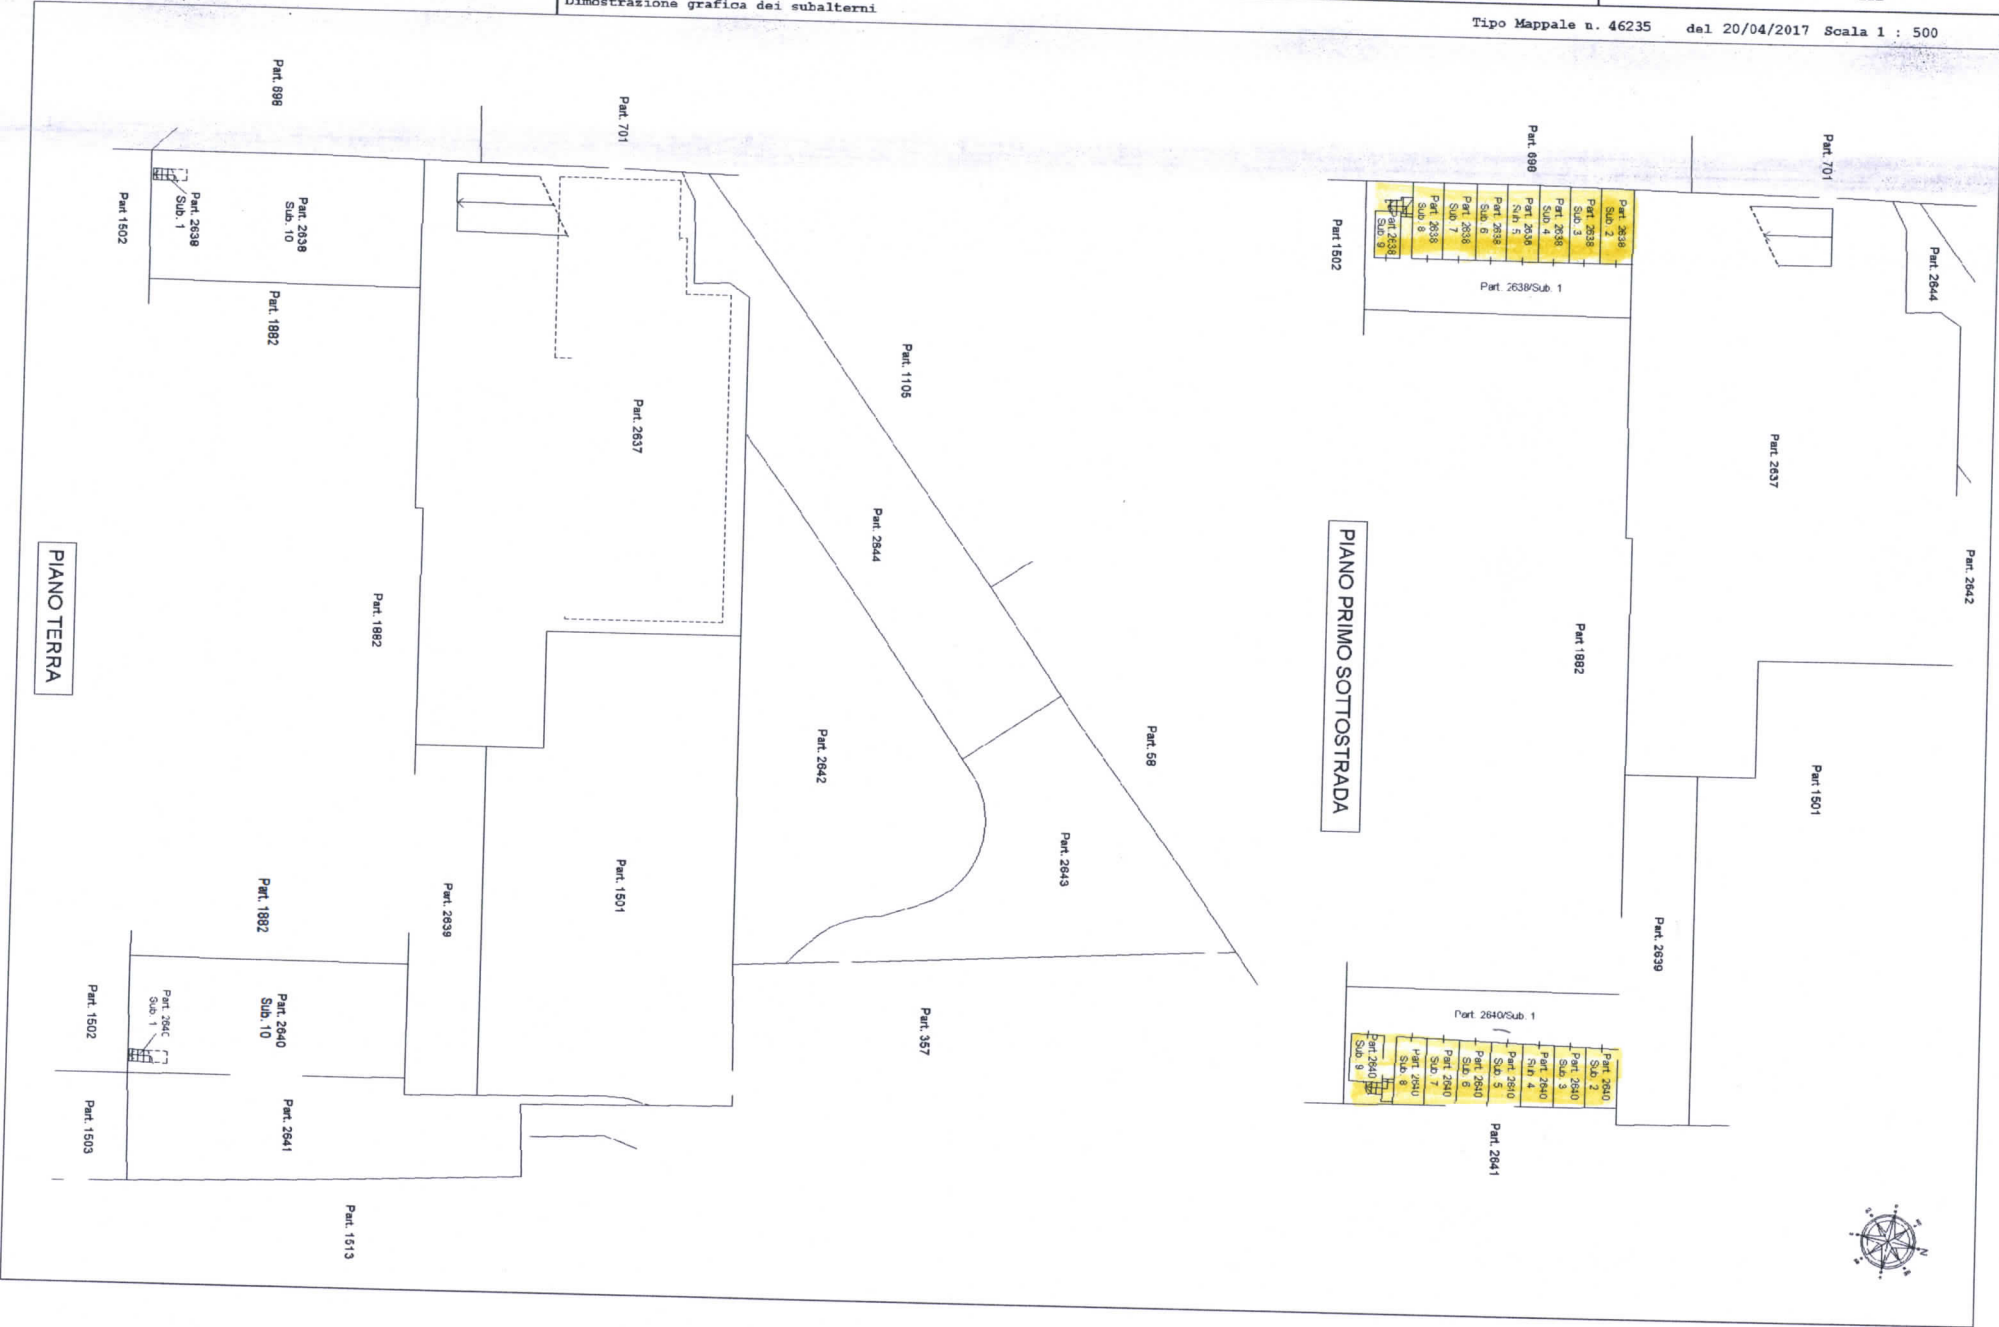 Dimostrazione grafica dei subalterni
Tipo Mappale n. 46235 del 20/04/2017 Scala 1 : 500
Part. 698
Part. 701
Part. 2638
Sub. 1
Part. 2638
Sub. 10
Part 1502
Part. 1882
Part. 2637
Part. 1105
Part. 2644
Part. 1882
PIANO TERRA
Part. 2642
Part. 58
Part. 2643
Part. 1501
Part. 2639
Part. 1882
Part. 1502
Part. 2640
Sub. 1
Part. 2640
Sub. 10
Part. 357
Part. 1503
Part. 2641
Part. 1513
Part. 698
Part. 701
Part. 2644
Part 1502
Part. 2638
Sub. 2
Part. 2638
Sub. 3
Part. 2638
Sub. 4
Part. 2638
Sub. 5
Part. 2638
Sub. 6
Part. 2638
Sub. 7
Part. 2638
Sub. 8
Part. 2638
Sub. 9
Part. 2638/Sub. 1
Part. 2637
Part. 2642
Part 1882
PIANO PRIMO SOTTOSTRADA
Part 1501
Part. 2639
Part. 2640/Sub. 1
Part. 2640
Sub. 2
Part. 2640
Sub. 3
Part. 2640
Sub. 4
Part. 2640
Sub. 5
Part. 2640
Sub. 6
Part. 2640
Sub. 7
Part. 2640
Sub. 8
Part. 2640
Sub. 9
Part. 2641
N